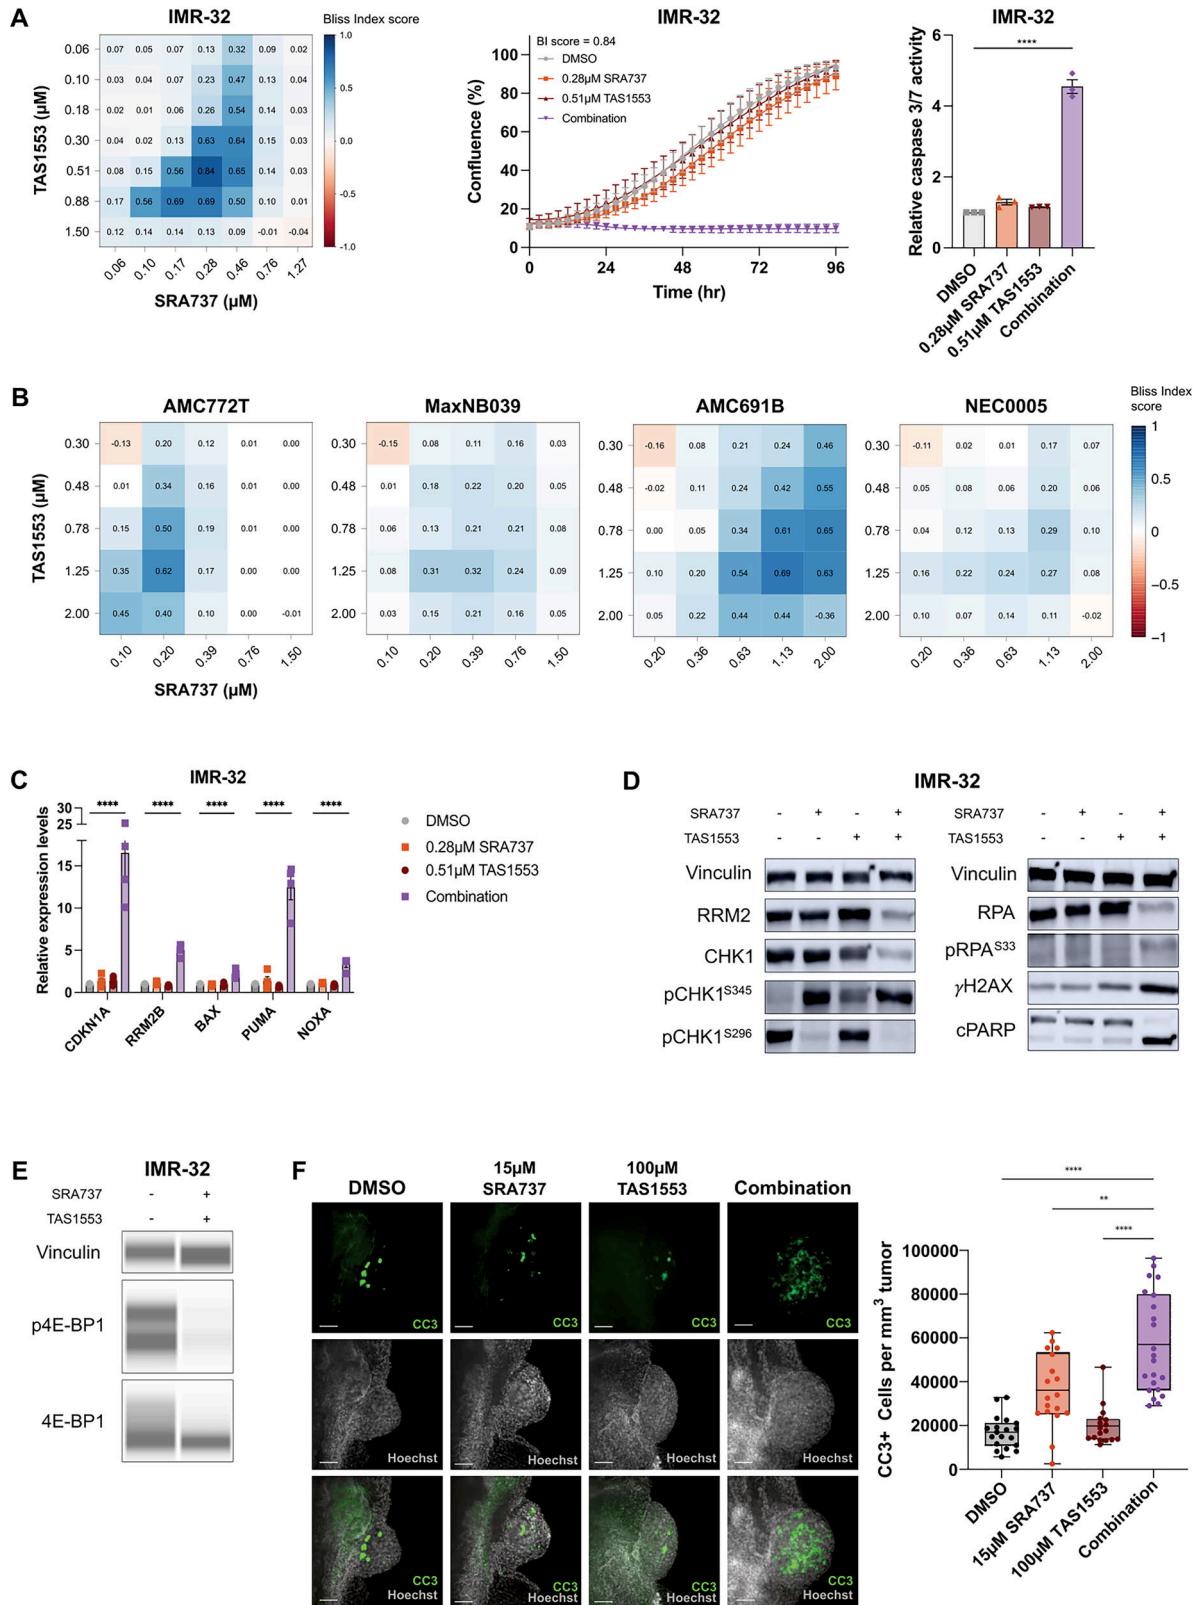 A
IMR-32
Bliss Index score
TAS1553 (µM)
0.06 0.07 0.05 0.07 0.13 0.32 0.09 0.02
0.10 0.03 0.04 0.07 0.23 0.47 0.13 0.03
0.18 0.02 0.01 0.06 0.26 0.54 0.14 0.03
0.30 0.04 0.02 0.13 0.63 0.64 0.15 0.03
0.51 0.08 0.15 0.56 0.84 0.65 0.14 0.03
0.88 0.17 0.56 0.69 0.69 0.50 0.10 0.01
1.50 0.12 0.14 0.14 0.13 0.09 -0.01 -0.04
0.06 0.10 0.17 0.28 0.46 0.76 1.27
SRA737 (µM)
1.0
0.5
0.0
-0.5
-1.0
IMR-32
BI score = 0.84
DMSO
0.28µM SRA737
0.51µM TAS1553
Combination
Confluence (%)
100
80
60
40
20
0
0 24 48 72 96
Time (hr)
IMR-32
****
Relative caspase 3/7 activity
6
4
2
0
DMSO
0.28µM SRA737
0.51µM TAS1553
Combination
B
AMC772T
TAS1553 (µM)
0.30 -0.13 0.20 0.12 0.01 0.00
0.48 0.01 0.34 0.16 0.01 0.00
0.78 0.15 0.50 0.19 0.01 0.00
1.25 0.35 0.62 0.17 0.00 0.00
2.00 0.45 0.40 0.10 0.00 -0.01
0.10 0.20 0.39 0.76 1.50
SRA737 (µM)
MaxNB039
0.30 -0.15 0.08 0.11 0.16 0.03
0.48 0.01 0.18 0.22 0.20 0.05
0.78 0.06 0.13 0.21 0.21 0.08
1.25 0.08 0.31 0.32 0.24 0.09
2.00 0.03 0.15 0.21 0.16 0.05
0.10 0.20 0.39 0.76 1.50
AMC691B
0.30 -0.16 0.08 0.21 0.24 0.46
0.48 -0.02 0.11 0.24 0.42 0.55
0.78 0.00 0.05 0.34 0.61 0.65
1.25 0.10 0.20 0.54 0.69 0.63
2.00 0.05 0.22 0.44 0.44 -0.36
0.20 0.36 0.63 1.13 2.00
NEC0005
0.30 -0.11 0.02 0.01 0.17 0.07
0.48 0.05 0.08 0.06 0.20 0.06
0.78 0.04 0.12 0.13 0.29 0.10
1.25 0.16 0.22 0.24 0.27 0.08
2.00 0.10 0.07 0.14 0.11 -0.02
0.20 0.36 0.63 1.13 2.00
Bliss Index
score
1
0.5
0
−0.5
−1
C
IMR-32
**** **** **** **** ****
Relative expression levels
30
25
15
10
5
0
CDKN1A RRM2B BAX PUMA NOXA
DMSO
0.28µM SRA737
0.51µM TAS1553
Combination
D
IMR-32
SRA737 - + - +
TAS1553 - - + +
Vinculin
RRM2
CHK1
pCHK1S345
pCHK1S296
SRA737 - + - +
TAS1553 - - + +
Vinculin
RPA
pRPAS33
γH2AX
cPARP
E
IMR-32
SRA737 - +
TAS1553 - +
Vinculin
p4E-BP1
4E-BP1
F
DMSO
15µM
SRA737
100µM
TAS1553
Combination
CC3 CC3 CC3 CC3
Hoechst Hoechst Hoechst Hoechst
CC3 CC3 CC3 CC3
Hoechst Hoechst Hoechst Hoechst
****
**
****
CC3+ Cells per mm3 tumor
100000
80000
60000
40000
20000
0
DMSO
15µM SRA737
100µM TAS1553
Combination